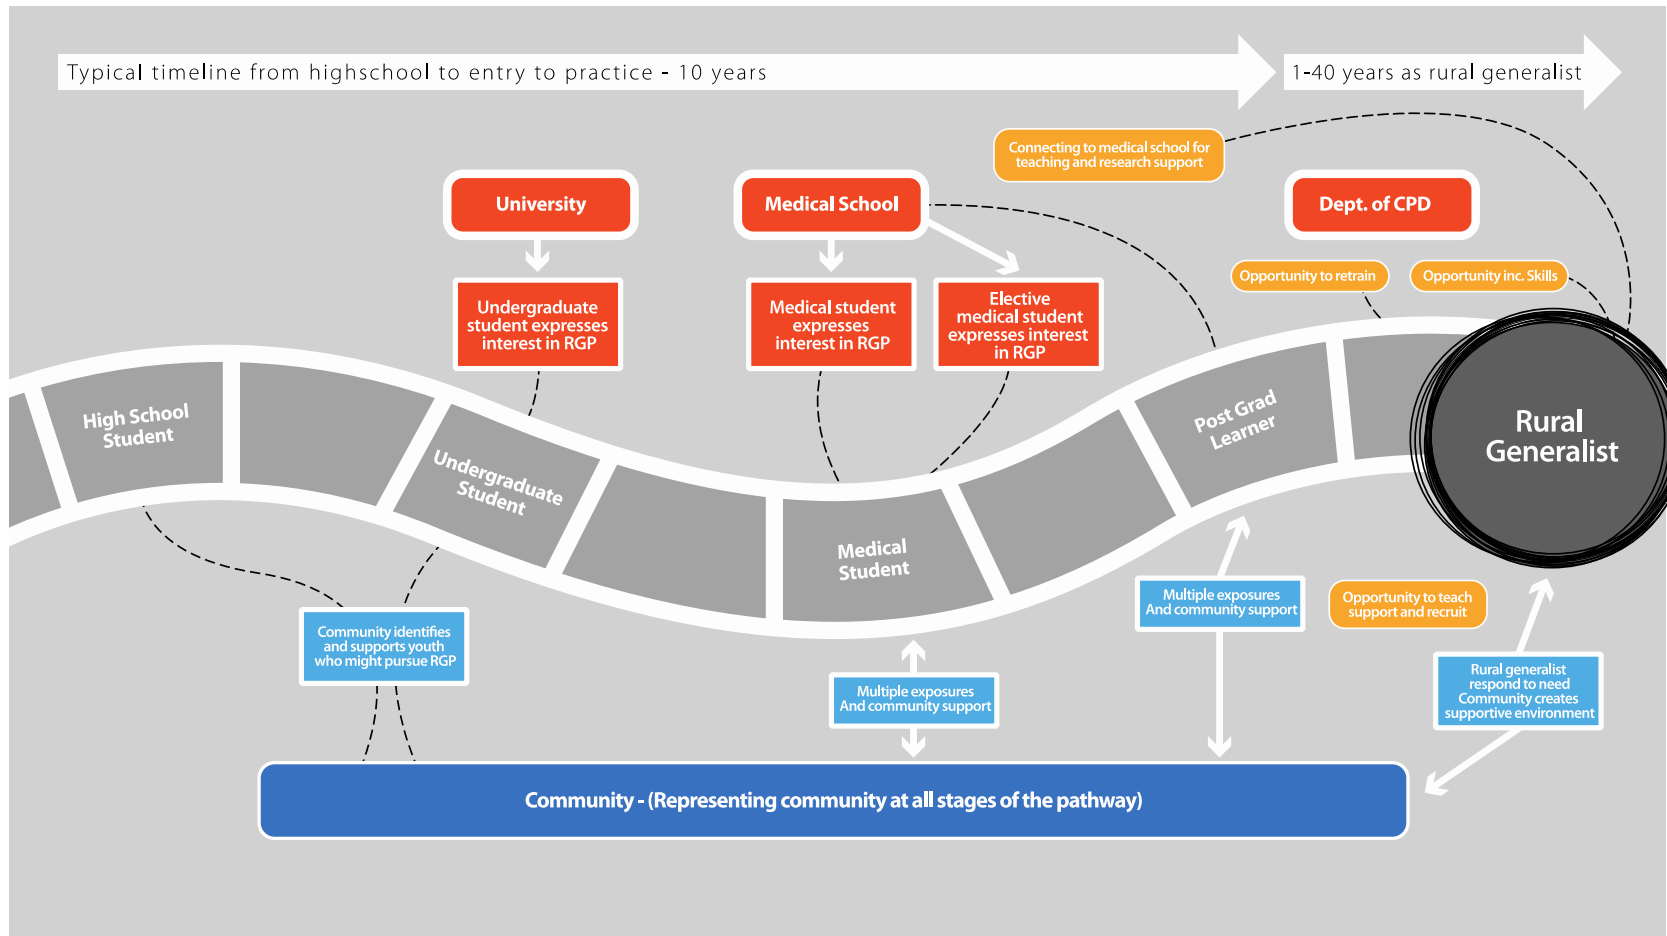 Typical timeline from highschool to entry to practice - 10 years
1-40 years as rural generalist
Connecting to medical school for
teaching and research support
University
Medical School
Dept. of CPD
Opportunity to retrain
Opportunity inc. Skills
Undergraduate
student expresses
interest in RGP
Medical student
expresses
interest in RGP
Elective
medical student
expresses interest
in RGP
High School
Student
Undergraduate
Student
Medical
Student
Post Grad
Learner
Rural
Generalist
Community identifies
and supports youth
who might pursue RGP
Multiple exposures
And community support
Multiple exposures
And community support
Opportunity to teach
support and recruit
Rural generalist
respond to need
Community creates
supportive environment
Community - (Representing community at all stages of the pathway)